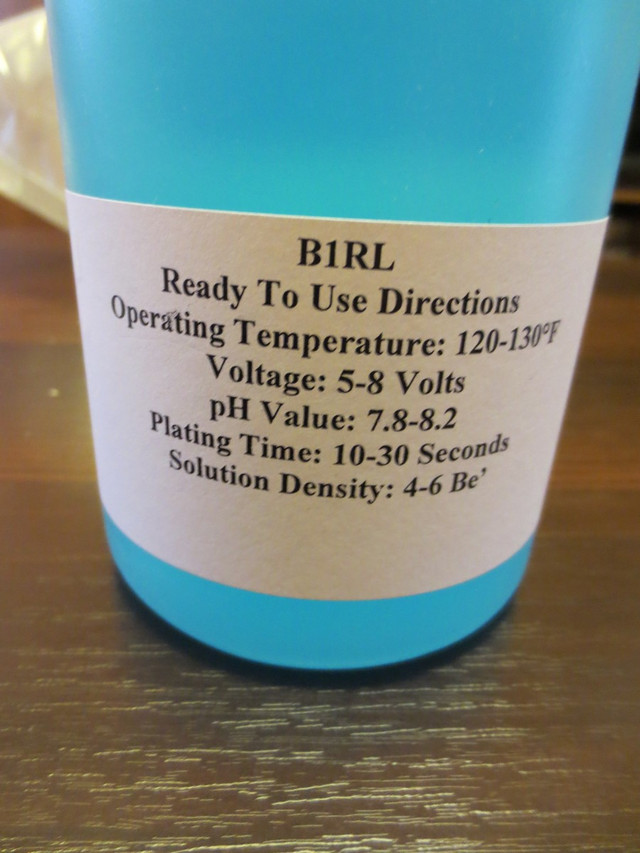 B1RL
Ready To Use Directions
Operating Temperature: 120-130°F
Voltage: 5-8 Volts
pH Value: 7.8-8.2
Plating Time: 10-30 Seconds
Solution Density: 4-6 Be’